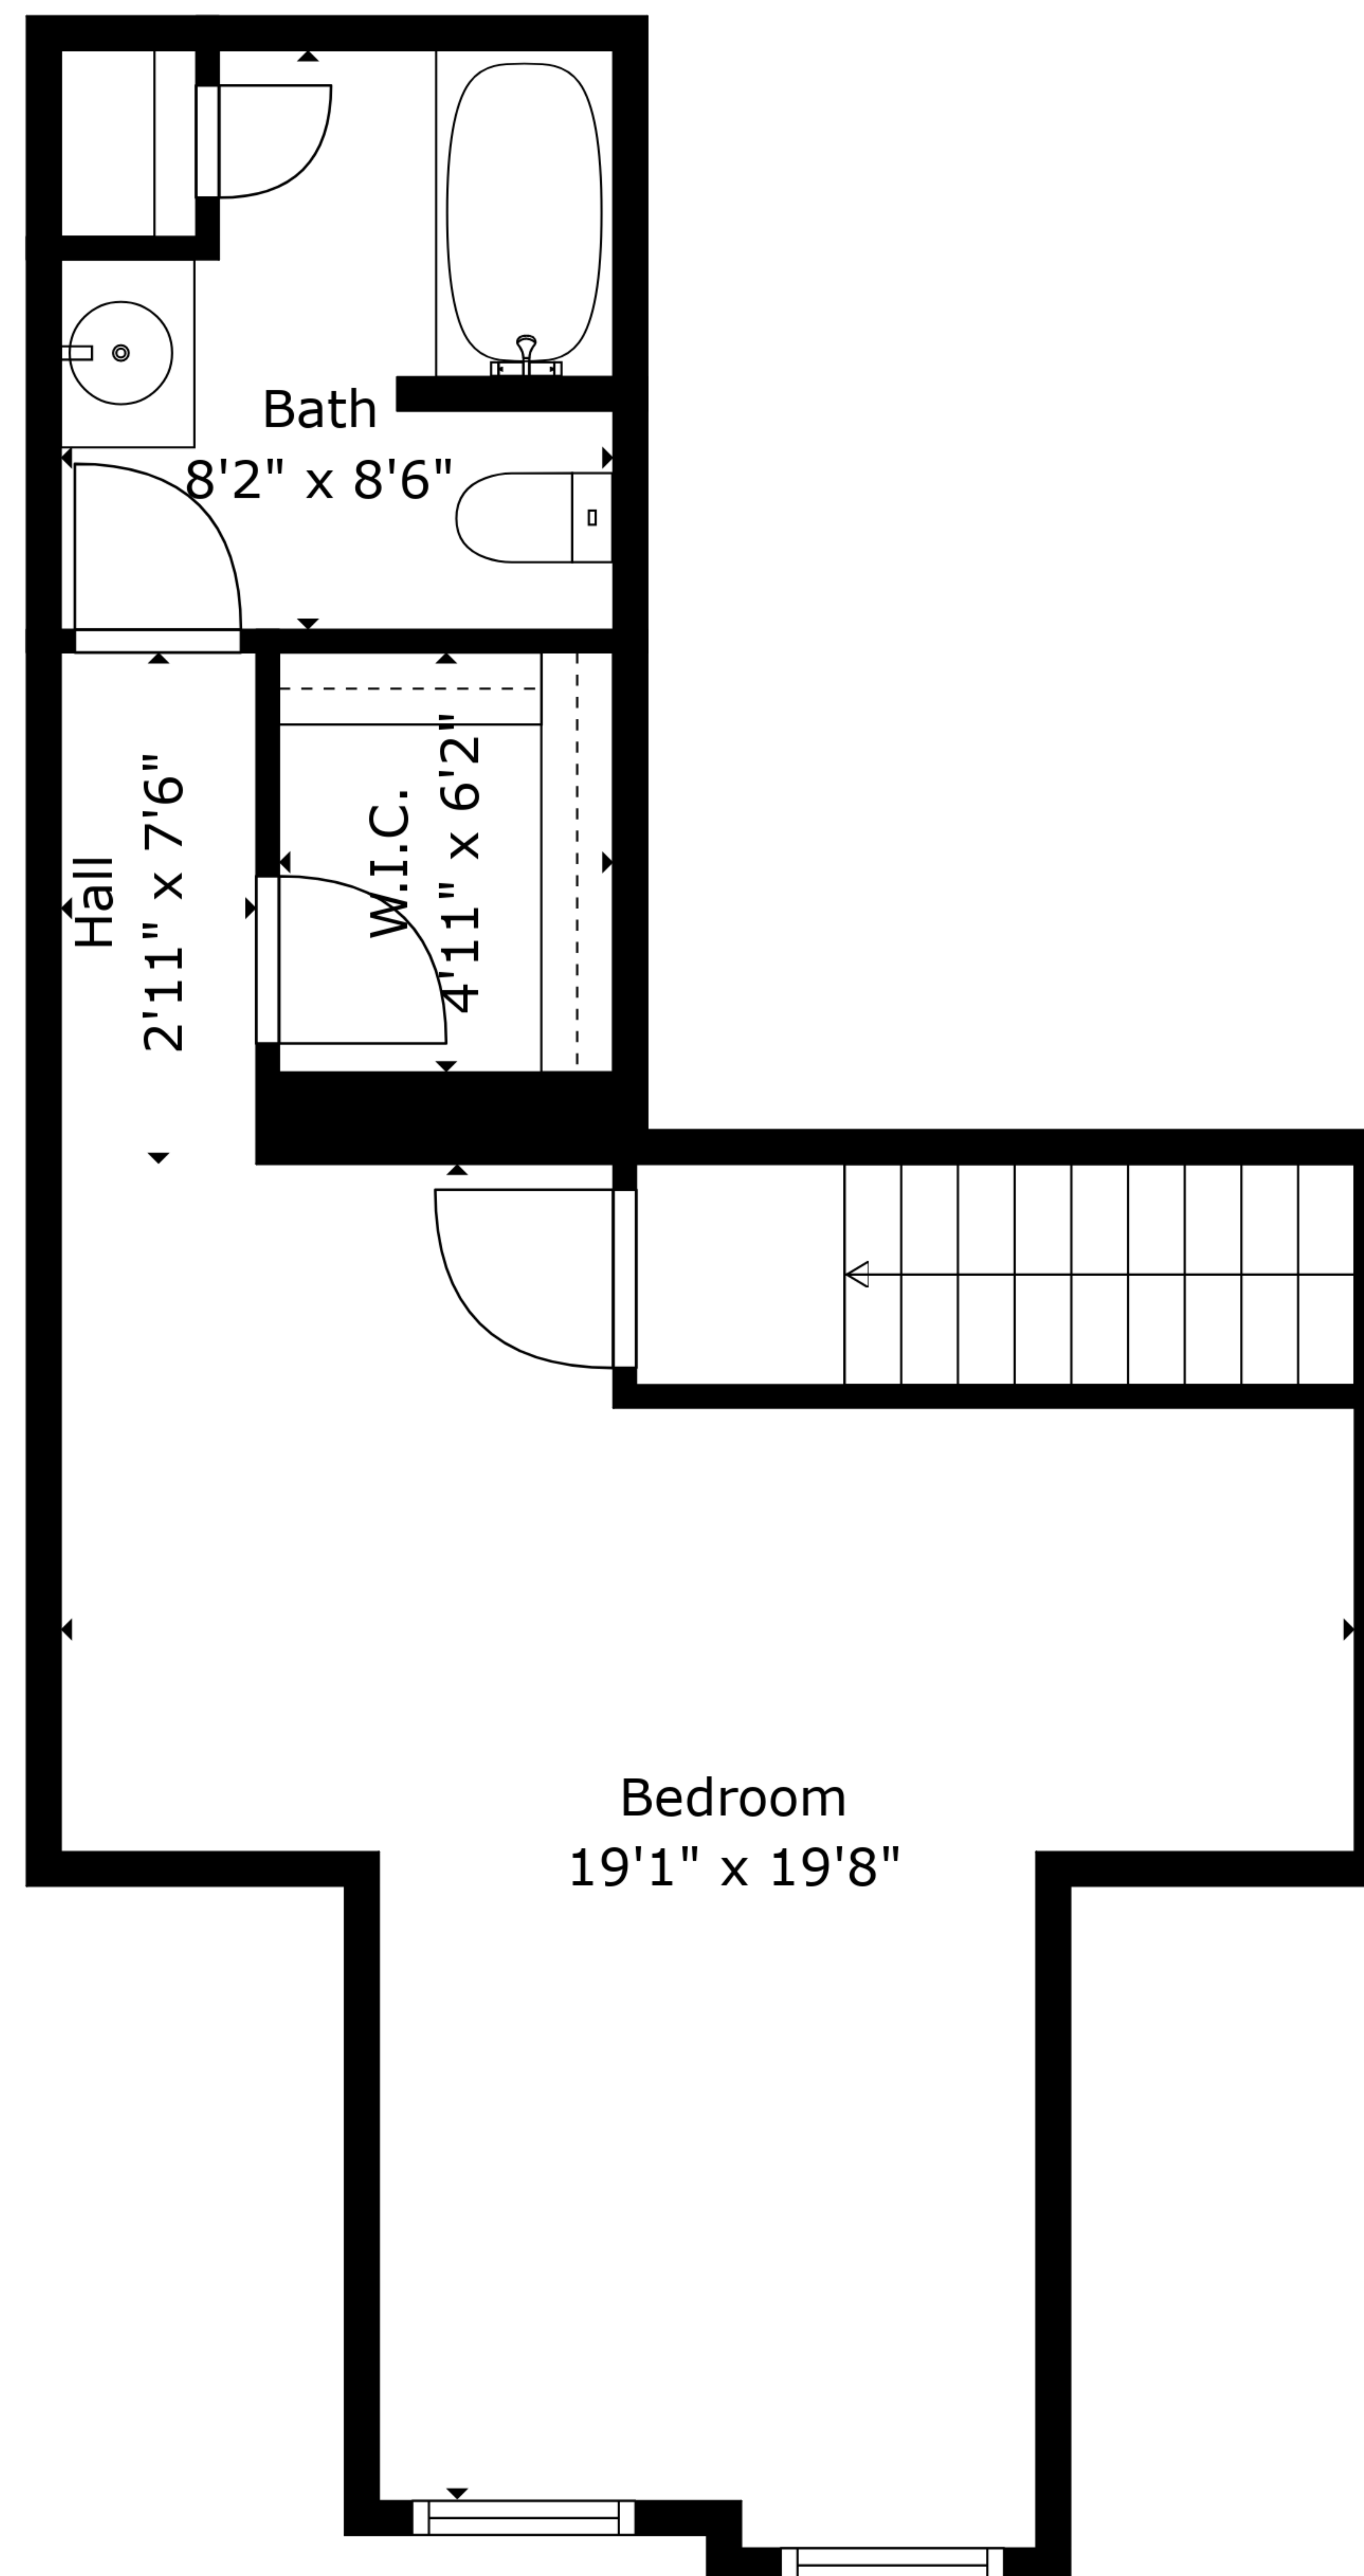 Bath
8'2" x 8'6"
Hall
2'11" x 7'6"
W.I.C.
4'11" x 6'2"
Bedroom
19'1" x 19'8"